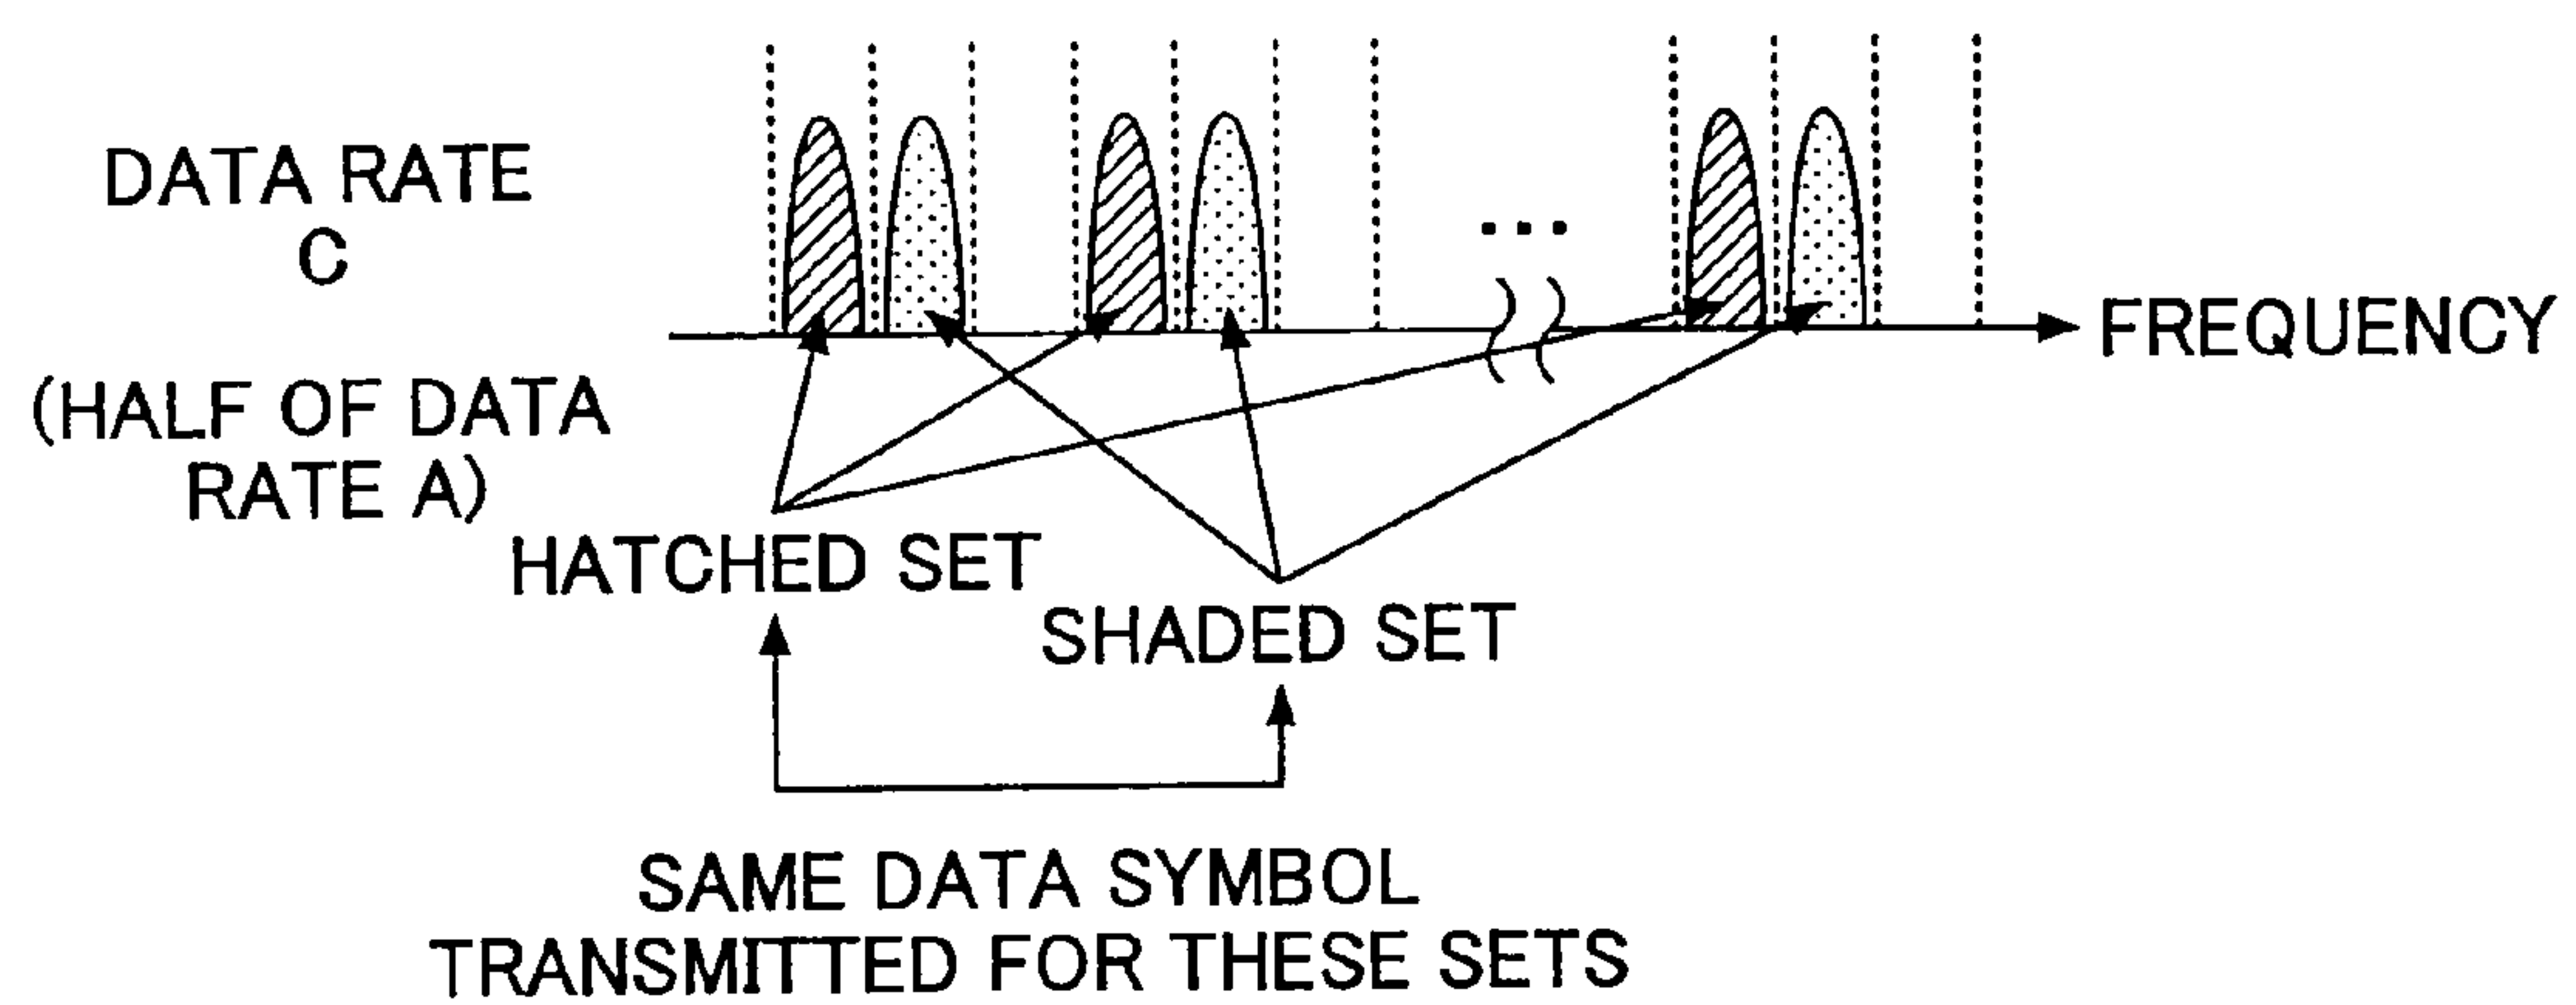 DATA RATE
C
(HALF OF DATA
RATE A)
FREQUENCY
HATCHED SET
SHADED SET
SAME DATA SYMBOL
TRANSMITTED FOR THESE SETS